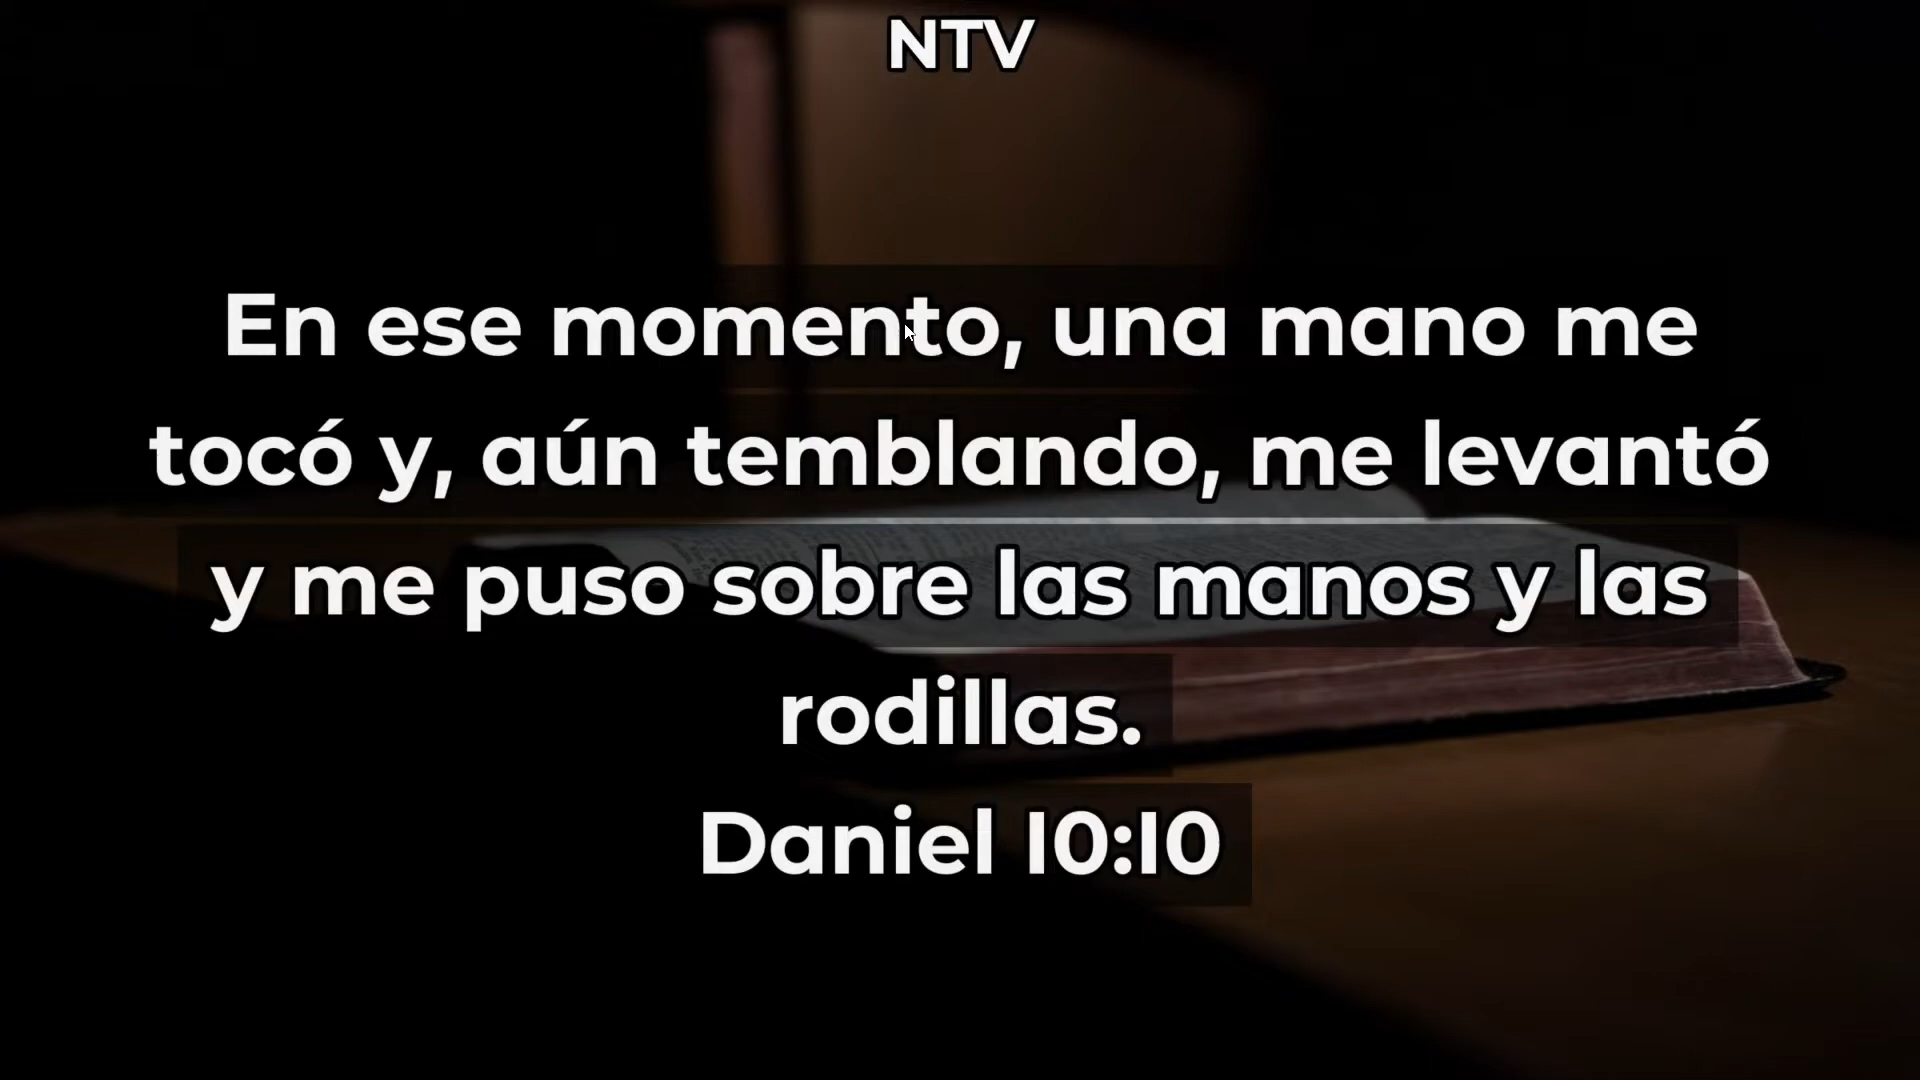 NTV
En ese momento, una mano me
tocó y, aún temblando, me levantó
y me puso sobre las manos y las
rodillas.
Daniel 10:10